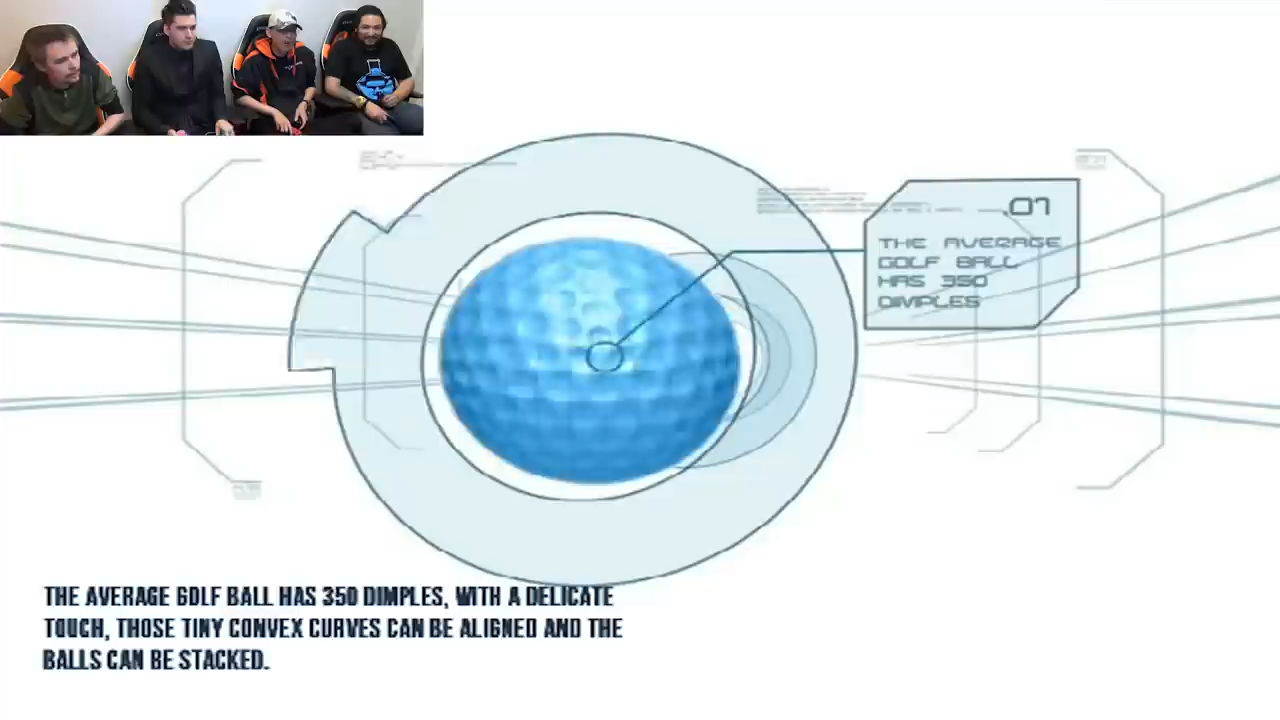 .01
THE AVERAGE
GOLF BALL
HAS 350
DIMPLES
THE AVERAGE GOLF BALL HAS 350 DIMPLES, WITH A DELICATE
TOUCH, THOSE TINY CONVEX CURVES CAN BE ALIGNED AND THE
BALLS CAN BE STACKED.